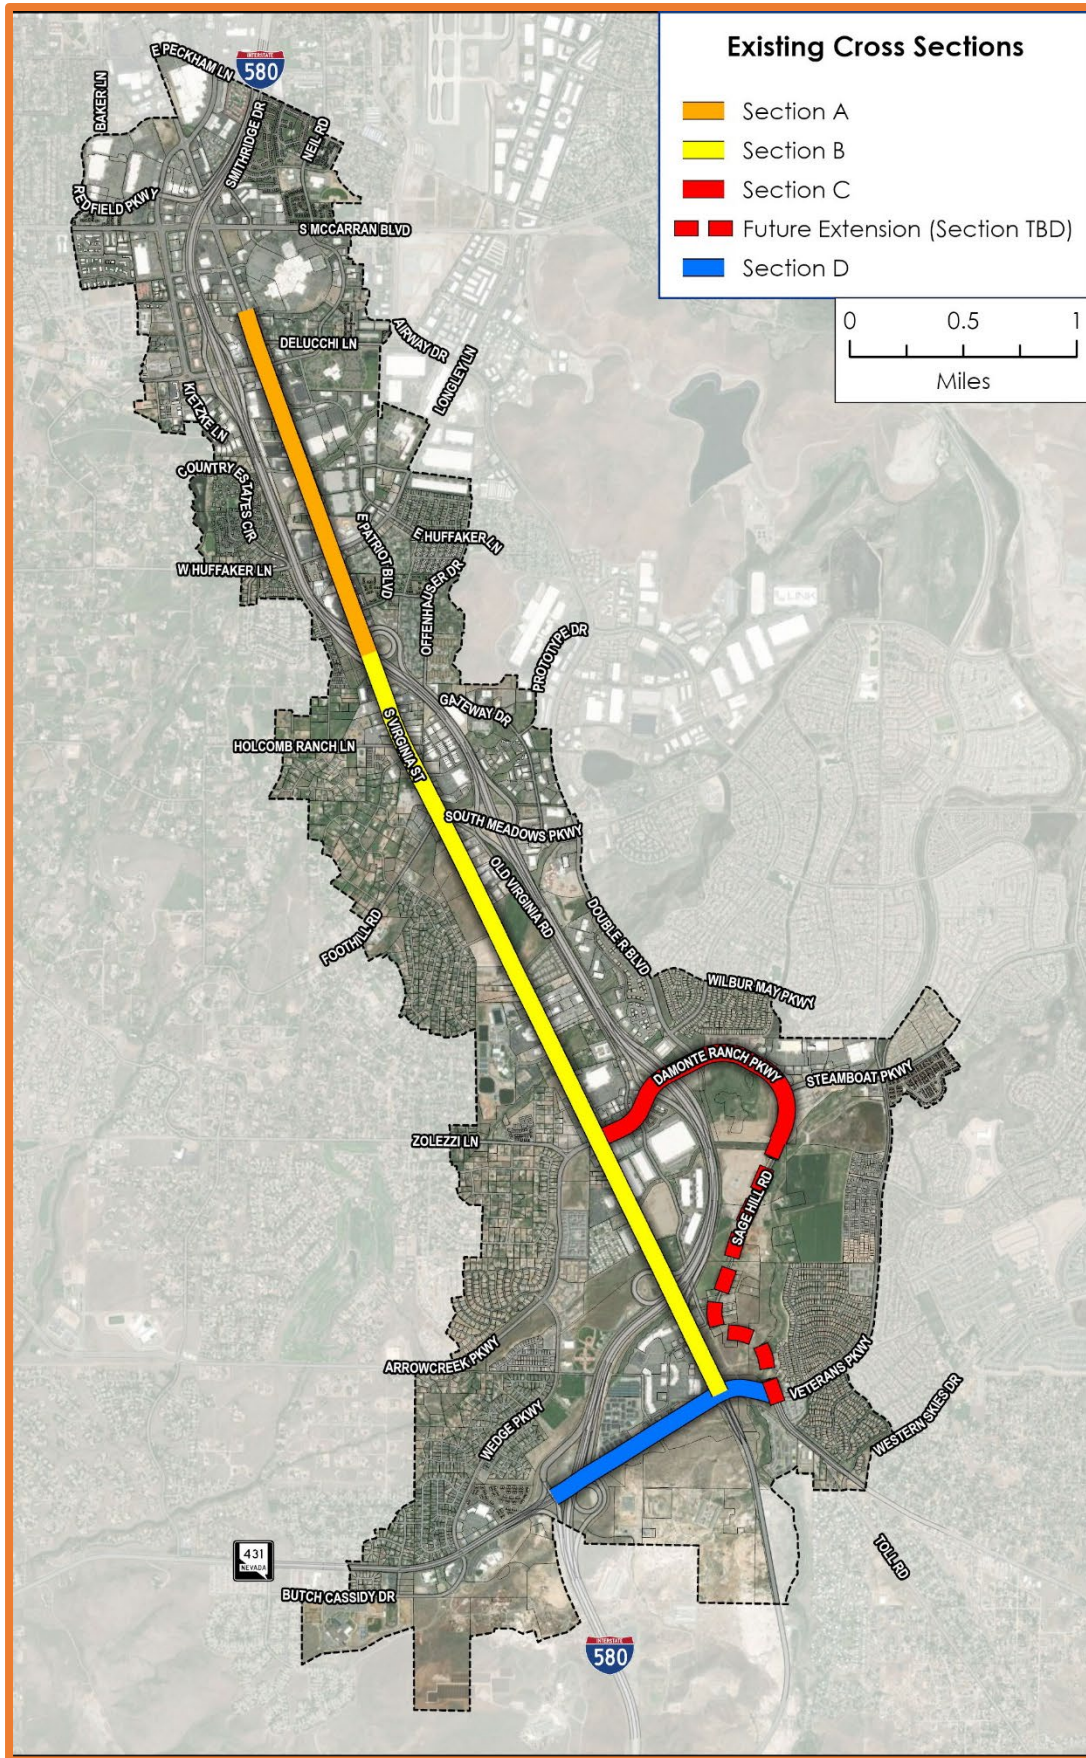 Existing Cross Sections
Section A
Section B
Section C
Future Extension (Section TBD)
Section D
0 0.5 1
Miles
E PECKHAM LN
INTERSTATE
580
BAKER LN
SMITHRIDGE DR
NEIL RD
REDFIELD PKWY
S MCCARRAN BLVD
DELUCCHI LN
AIRWAY DR
LONGLEY LN
KIETZKE LN
COUNTRY ESTATES CIR
E PATRIOT BLVD
E HUFFAKER LN
W HUFFAKER LN
OFFENHAUSER DR
LINK
PROTOTYPE DR
GATEWAY DR
S VIRGINIA ST
HOLCOMB RANCH LN
SOUTH MEADOWS PKWY
OLD VIRGINIA RD
DOUBLE R BLVD
FOOTHILL RD
WILBUR MAY PKWY
DAMONTE RANCH PKWY
STEAMBOAT PKWY
ZOLEZZI LN
SAGE HILL RD
ARROWCREEK PKWY
VETERANS PKWY
WEDGE PKWY
WESTERN SKIES DR
431
NEVADA
TOLL RD
BUTCH CASSIDY DR
INTERSTATE
580